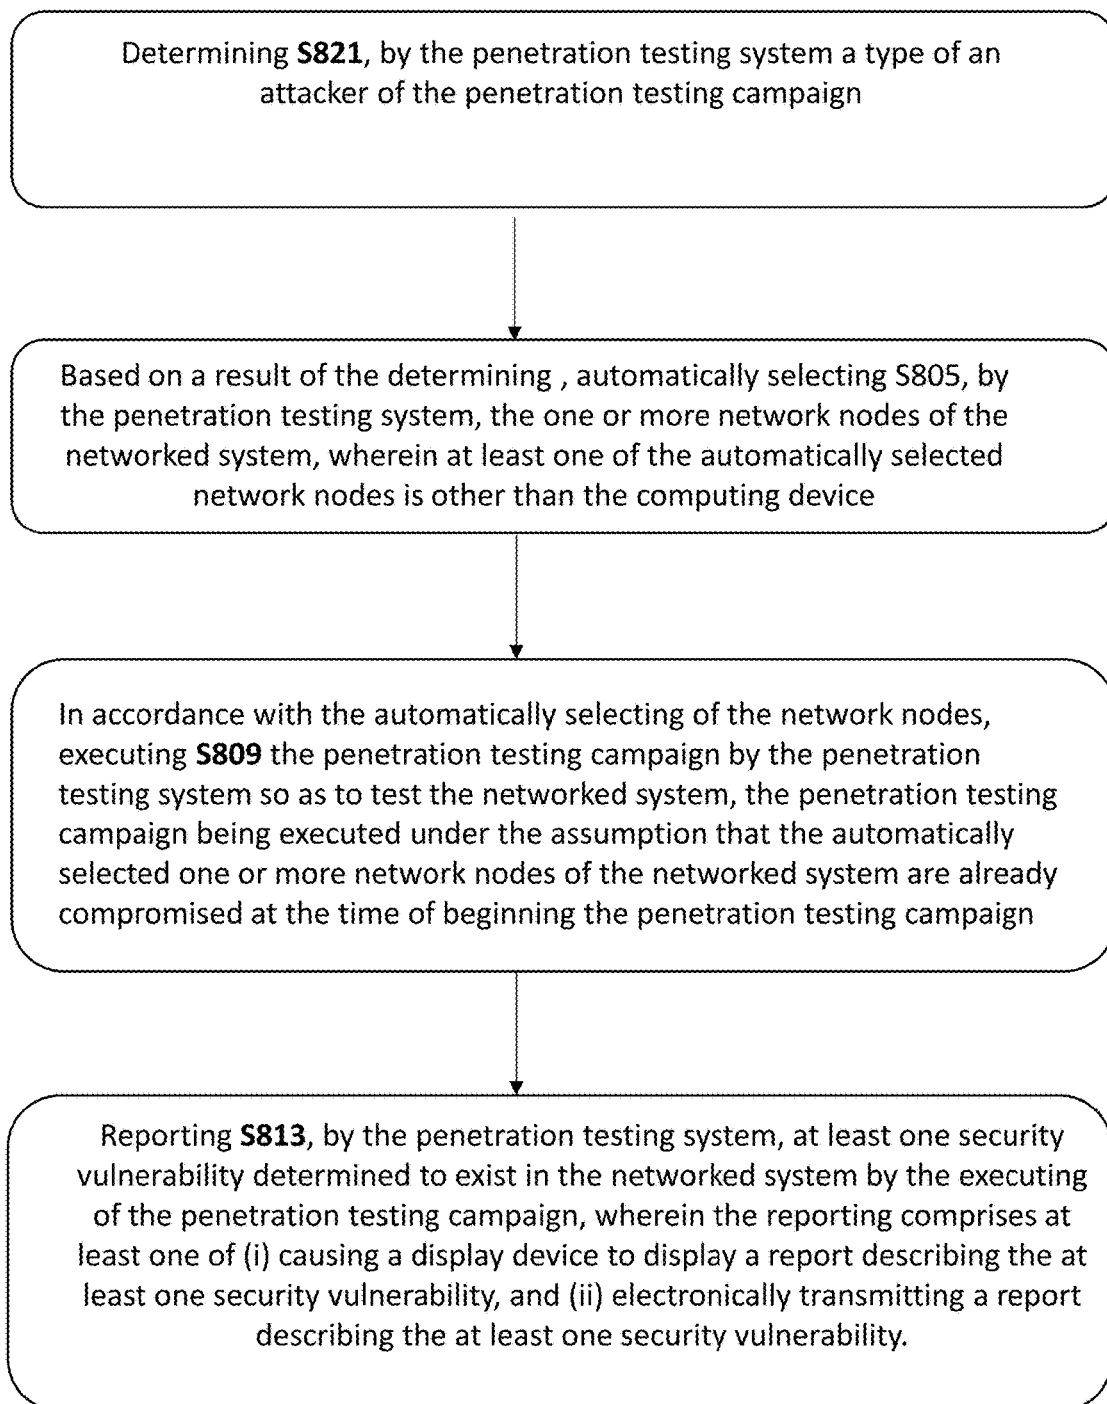 Determining S821, by the penetration testing system a type of an
attacker of the penetration testing campaign
Based on a result of the determining , automatically selecting S805, by
the penetration testing system, the one or more network nodes of the
networked system, wherein at least one of the automatically selected
network nodes is other than the computing device
In accordance with the automatically selecting of the network nodes,
executing S809 the penetration testing campaign by the penetration
testing system so as to test the networked system, the penetration testing
campaign being executed under the assumption that the automatically
selected one or more network nodes of the networked system are already
compromised at the time of beginning the penetration testing campaign
Reporting S813, by the penetration testing system, at least one security
vulnerability determined to exist in the networked system by the executing
of the penetration testing campaign, wherein the reporting comprises at
least one of (i) causing a display device to display a report describing the at
least one security vulnerability, and (ii) electronically transmitting a report
describing the at least one security vulnerability.